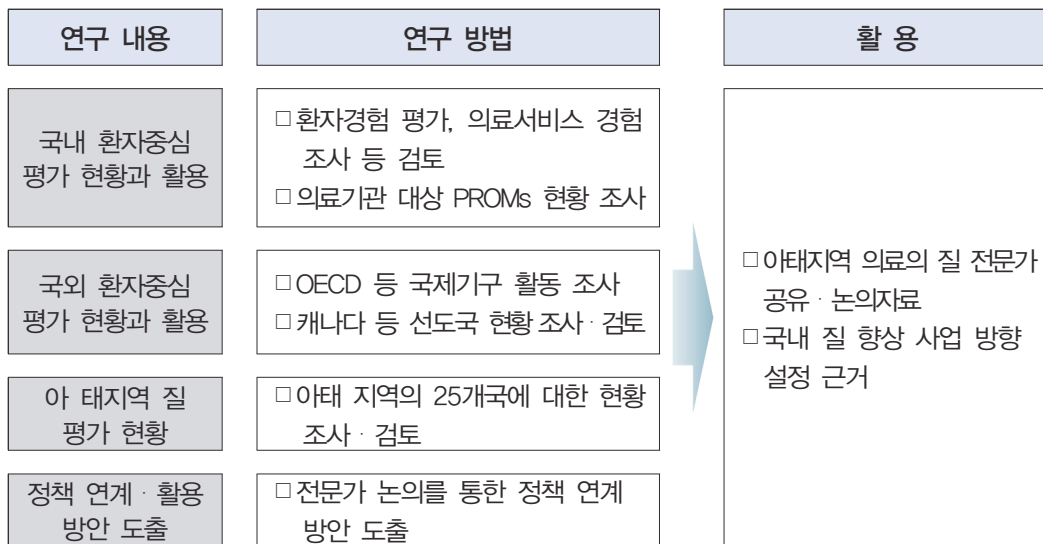 연구 내용
연구 방법
활 용
국내 환자중심
평가 현황과 활용
□환자경험 평가, 의료서비스 경험
조사 등 검토
□의료기관 대상 PROMs 현황 조사
국외 환자중심
평가 현황과 활용
□OECD 등 국제기구 활동 조사
□캐나다 등 선도국 현황 조사·검토
아 태지역 질
평가 현황
□아태 지역의 25개국에 대한 현황
조사·검토
정책 연계·활용
방안 도출
□전문가 논의를 통한 정책 연계
방안 도출
□아태지역 의료의 질 전문가
공유·논의자료
□국내 질 향상 사업 방향
설정 근거